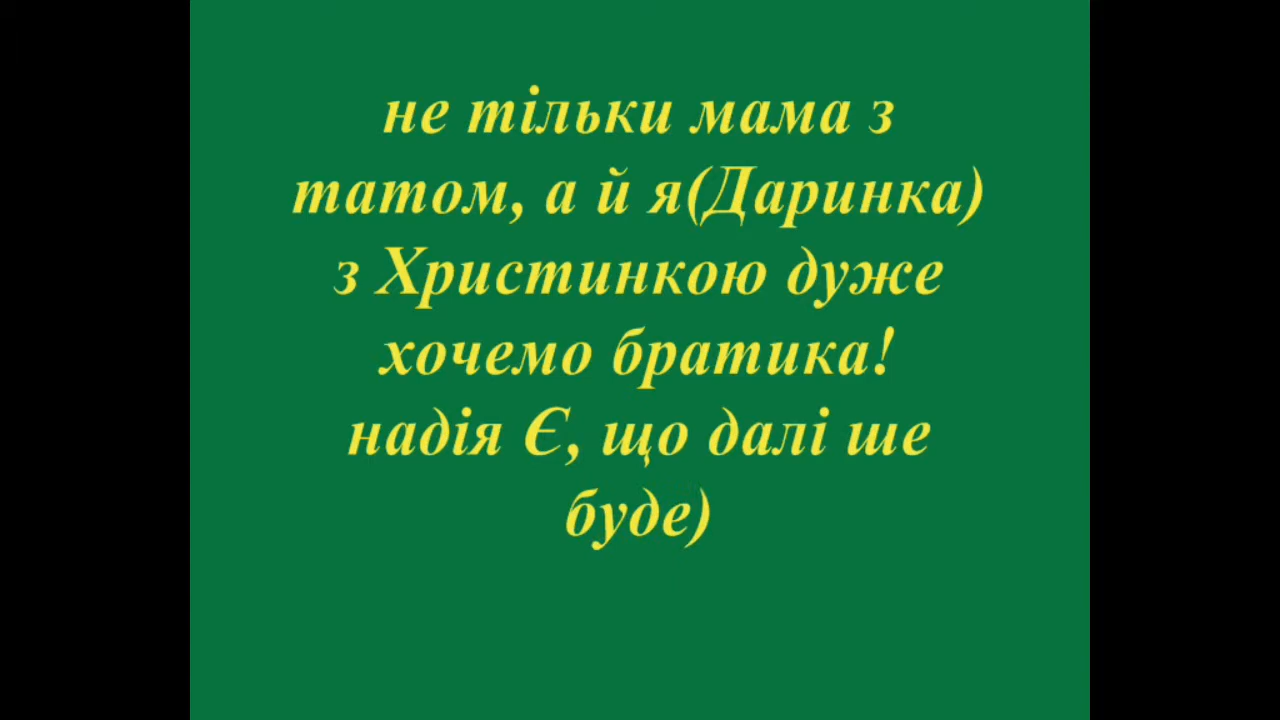 не тільки мама з
татом, а й я(Даринка)
з Христинкою дуже
хочемо братика!
надія Є, що далі ше
буде)